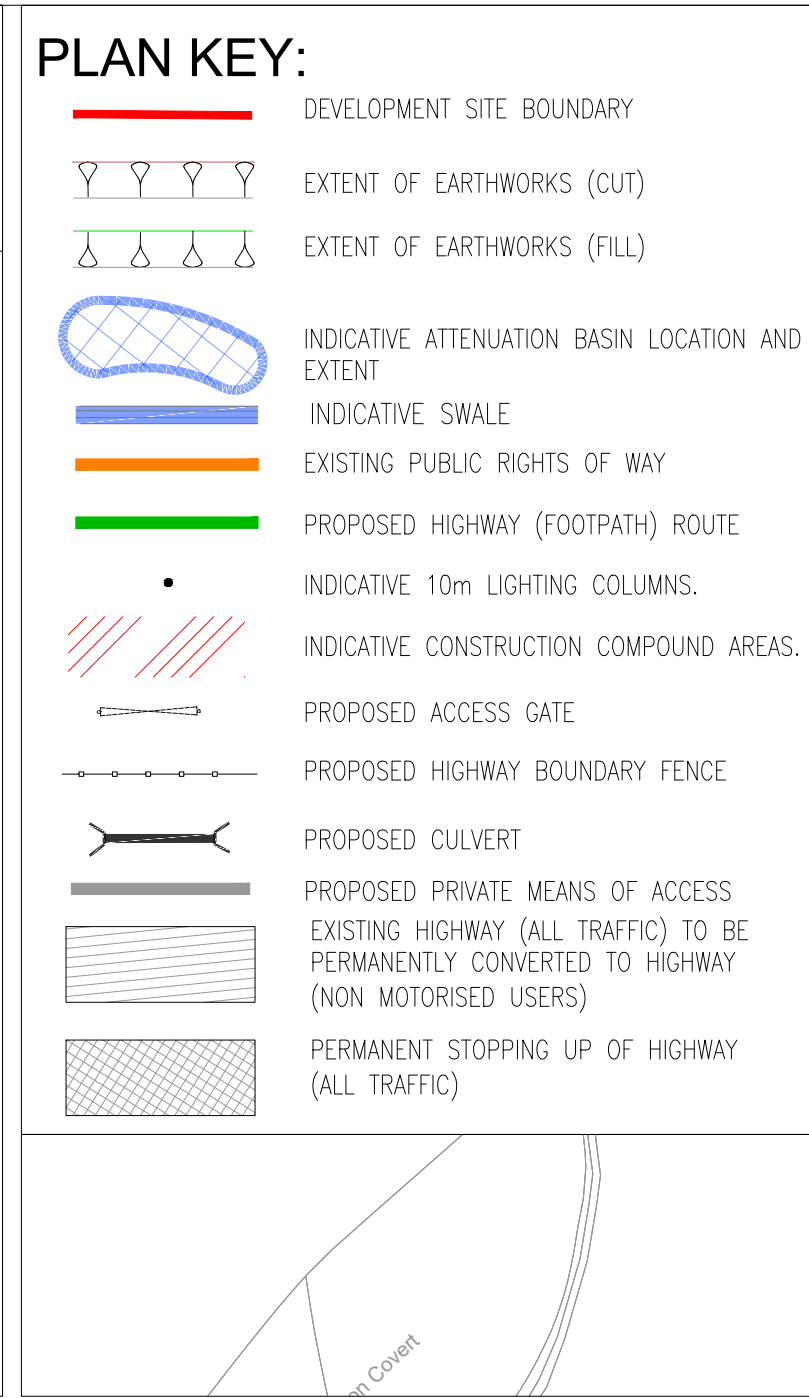 PLAN KEY:
DEVELOPMENT SITE BOUNDARY
EXTENT OF EARTHWORKS (CUT)
EXTENT OF EARTHWORKS (FILL)
INDICATIVE ATTENUATION BASIN LOCATION AND
EXTENT
INDICATIVE SWALE
EXISTING PUBLIC RIGHTS OF WAY
PROPOSED HIGHWAY (FOOTPATH) ROUTE
INDICATIVE 10m LIGHTING COLUMNS.
INDICATIVE CONSTRUCTION COMPOUND AREAS.
PROPOSED ACCESS GATE
PROPOSED HIGHWAY BOUNDARY FENCE
PROPOSED CULVERT
PROPOSED PRIVATE MEANS OF ACCESS
EXISTING HIGHWAY (ALL TRAFFIC) TO BE
PERMANENTLY CONVERTED TO HIGHWAY
(NON MOTORISED USERS)
PERMANENT STOPPING UP OF HIGHWAY
(ALL TRAFFIC)
Covert